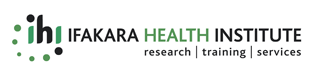 ihi IFAKARA HEALTH INSTITUTE
research | training | services